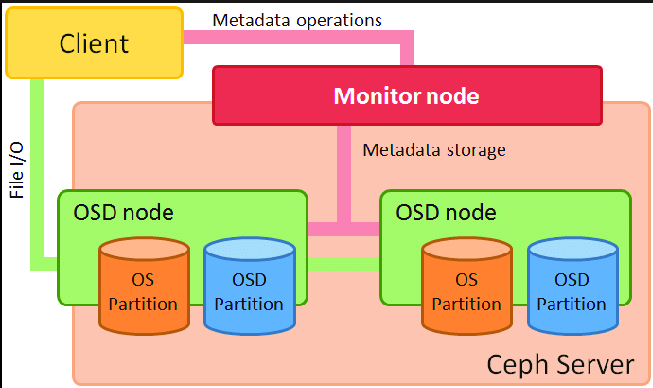 Metadata operations
Client
Monitor node
Metadata storage
File I/O
OSD node
OSD node
OS
Partition
OSD
Partition
OS
Partition
OSD
Partition
Ceph Server